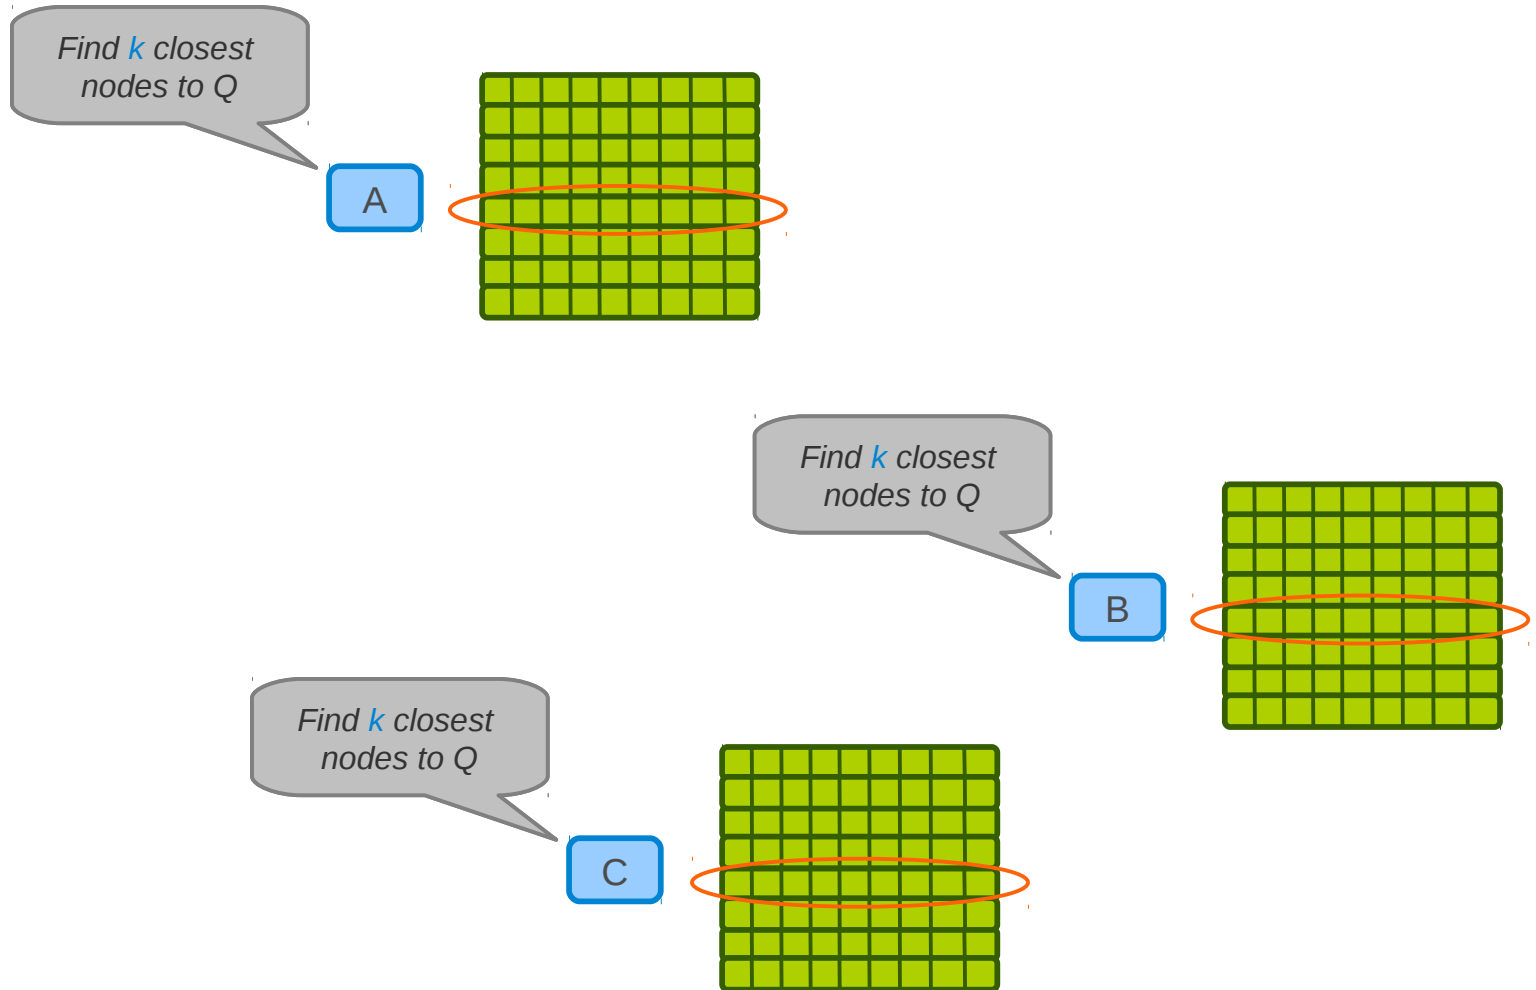 Find k closest
nodes to Q
A
Find k closest
nodes to Q
B
Find k closest
nodes to Q
C